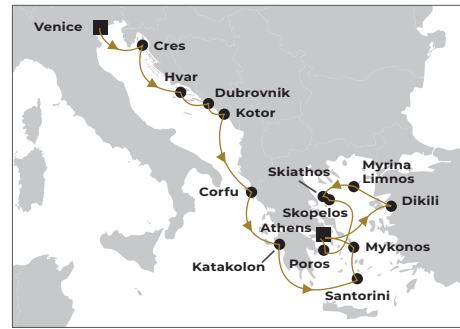 Venice
Cres
Hvar
Dubrovnik
Kotor
Skiathos
Myrina
Limnos
Corfu
Skopelos
Dikili
Athens
Mykonos
Katakolon
Poros
Santorini